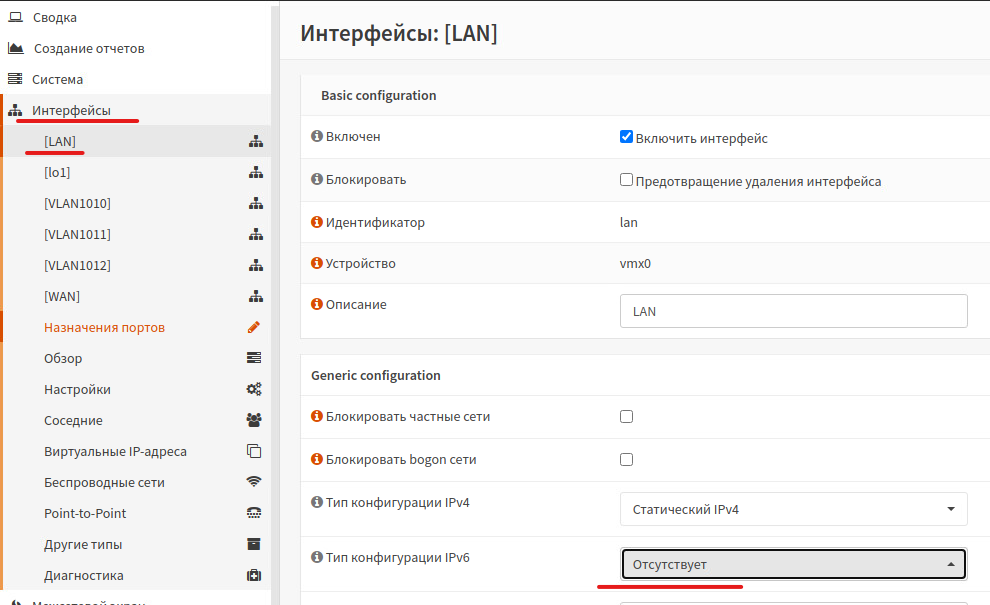 Сводка
Создание отчетов
Система
Интерфейсы
[LAN]
[lo1]
[VLAN1010]
[VLAN1011]
[VLAN1012]
[WAN]
Назначения портов
Обзор
Настройки
Соседние
Виртуальные IP-адреса
Беспроводные сети
Point-to-Point
Другие типы
Диагностика
Межсетевой экран
Интерфейсы: [LAN]
Basic configuration
Включен
Включить интерфейс
Блокировать
Предотвращение удаления интерфейса
Идентификатор
lan
Устройство
vmx0
Описание
LAN
Generic configuration
Блокировать частные сети
Блокировать bogon сети
Тип конфигурации IPv4
Статический IPv4
Тип конфигурации IPv6
Отсутствует